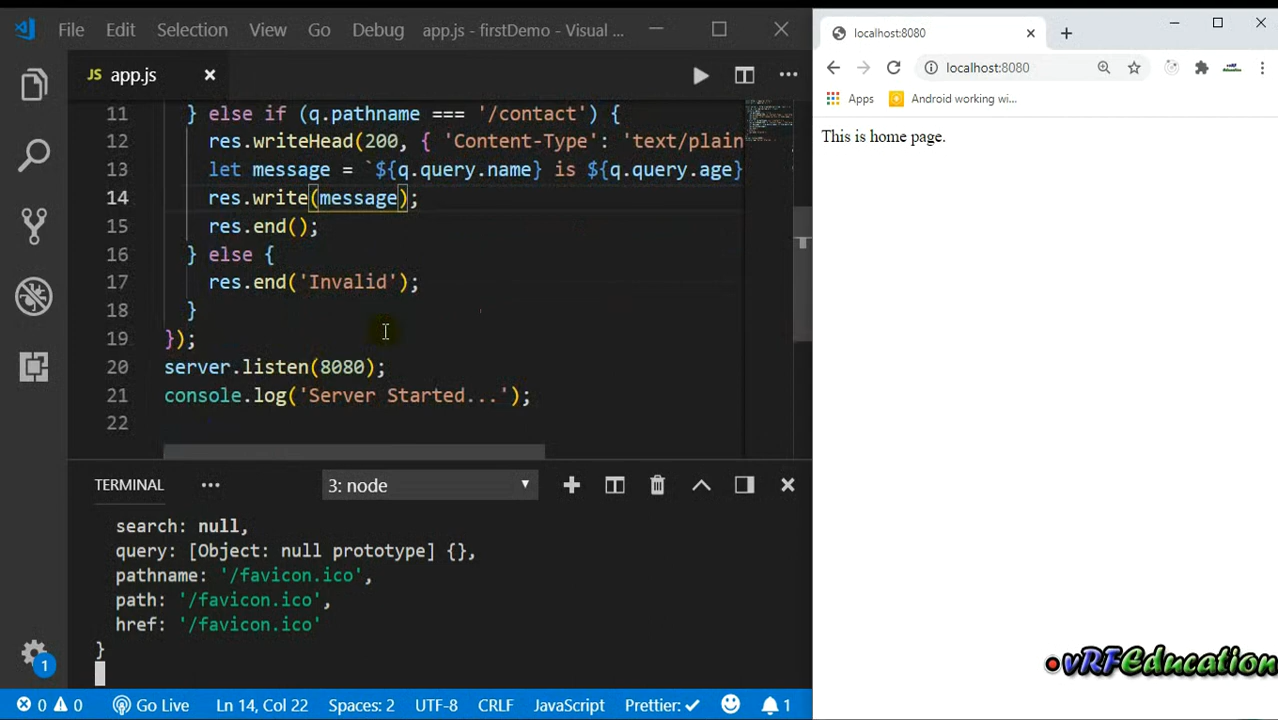 File Edit Selection View Go Debug app.js - firstDemo - Visual ...
JS app.js
11 } else if (q.pathname === '/contact') {
12 res.writeHead(200, { 'Content-Type': 'text/plain
13 let message = `${q.query.name} is ${q.query.age}
14 res.write(message);
15 res.end();
16 } else {
17 res.end('Invalid');
18 }
19 });
20 server.listen(8080);
21 console.log('Server Started...');
22
TERMINAL ... 3: node
search: null,
query: [Object: null prototype] {},
pathname: '/favicon.ico',
path: '/favicon.ico',
href: '/favicon.ico'
}
1
0 0 Go Live Ln 14, Col 22 Spaces: 2 UTF-8 CRLF JavaScript Prettier: ✓ 1
localhost:8080
localhost:8080
Apps Android working wi...
This is home page.
vRFEducation